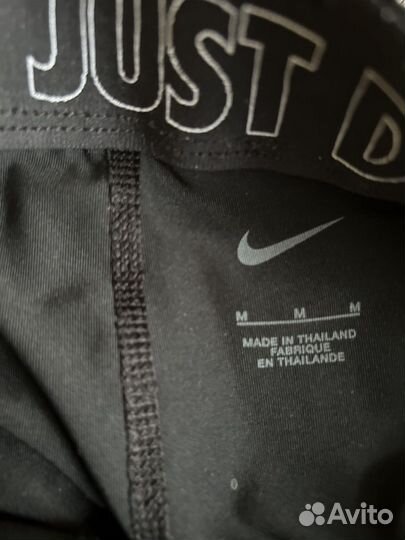 JUST D
M M M
MADE IN THAILAND
FABRIQUE
EN THAILANDE
Avito